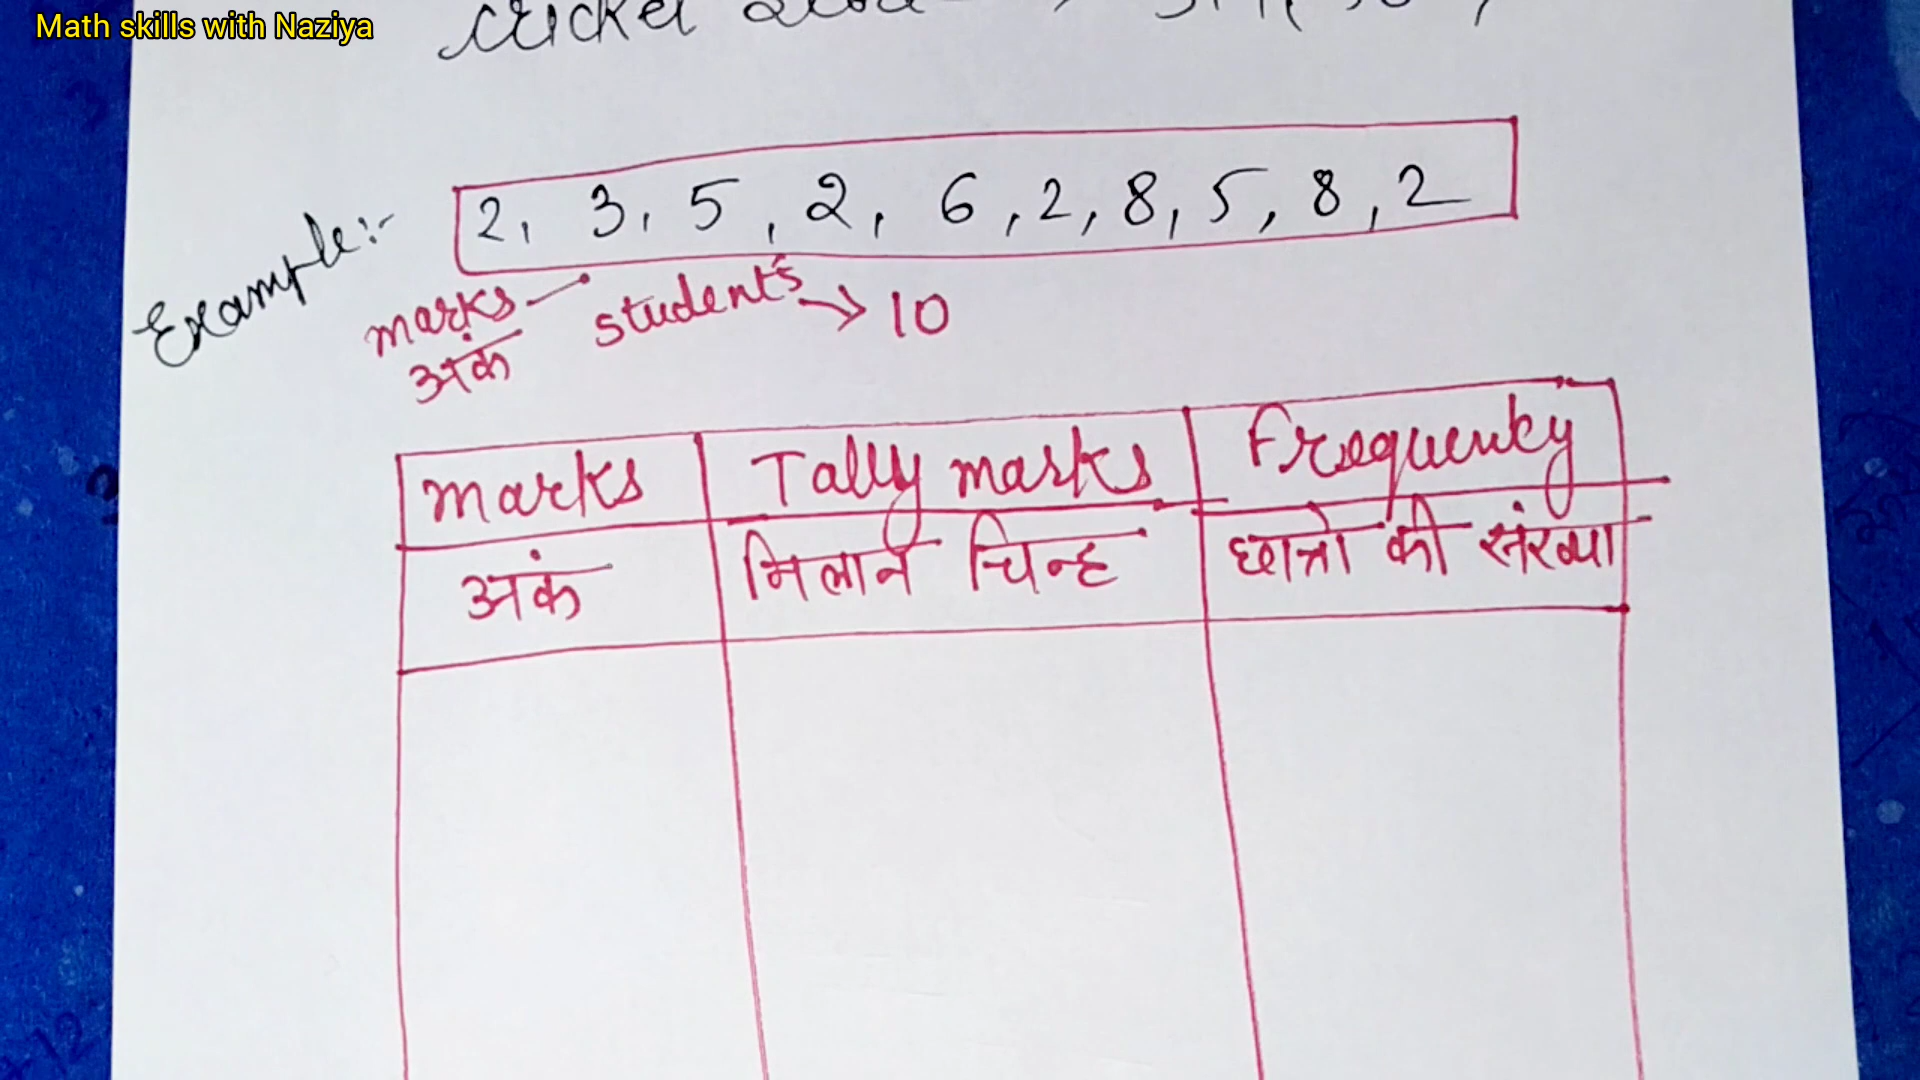 Math skills with Naziya
cricket
Example:-
2, 3, 5, 2, 6, 2, 8, 5, 8, 2
marks students → 10
अंक
marks Tally marks Frequency
अंक मिलान चिन्ह छात्रो की संख्या